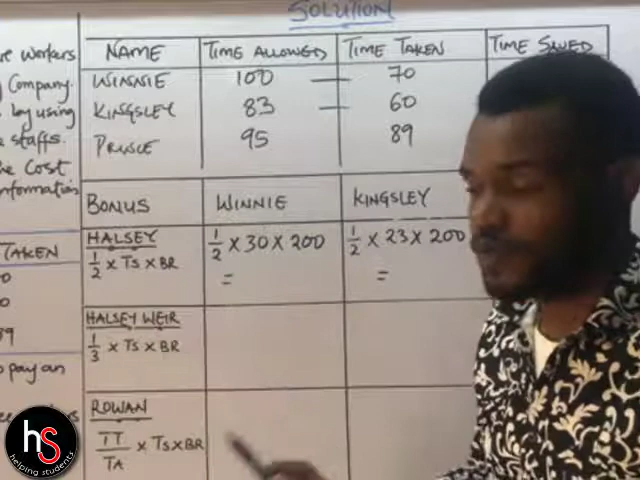 SOLUTION
re workers
g Company.
by using
staffs.
he Cost
nformation
TAKEN
0
0
89
pay an
NAME TIME ALLOWED TIME TAKEN TIME SAVED
WINNIE 100 — 70
KINGSLEY 83 — 60
PRINCE 95 89
BONUS WINNIE KINGSLEY
HALSEY 1/2 × 30 × 200 1/2 × 23 × 200
1/2 × TS × BR = =
HALSEY WEIR
1/3 × TS × BR
ROWAN
TT/TA × TS × BR
hs
helping students